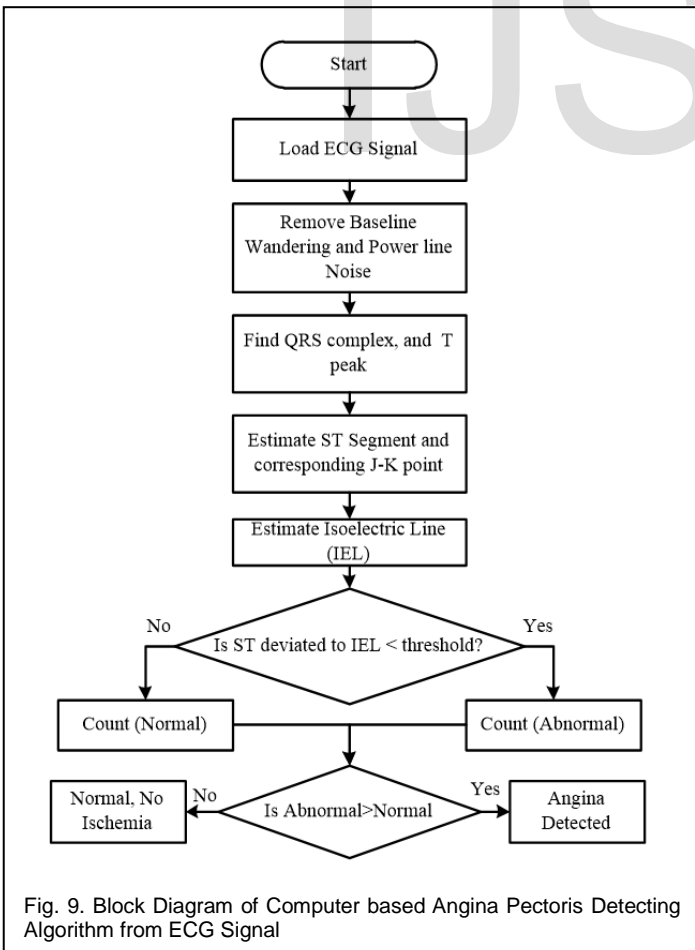 IJS
Start
Load ECG Signal
Remove Baseline
Wandering and Power line
Noise
Find QRS complex, and T
peak
Estimate ST Segment and
corresponding J-K point
Estimate Isoelectric Line
(IEL)
No
Yes
Is ST deviated to IEL < threshold?
Count (Normal)
Count (Abnormal)
Normal, No
Ischemia
No
Is Abnormal>Normal
Yes
Angina
Detected
Fig. 9. Block Diagram of Computer based Angina Pectoris Detecting
Algorithm from ECG Signal